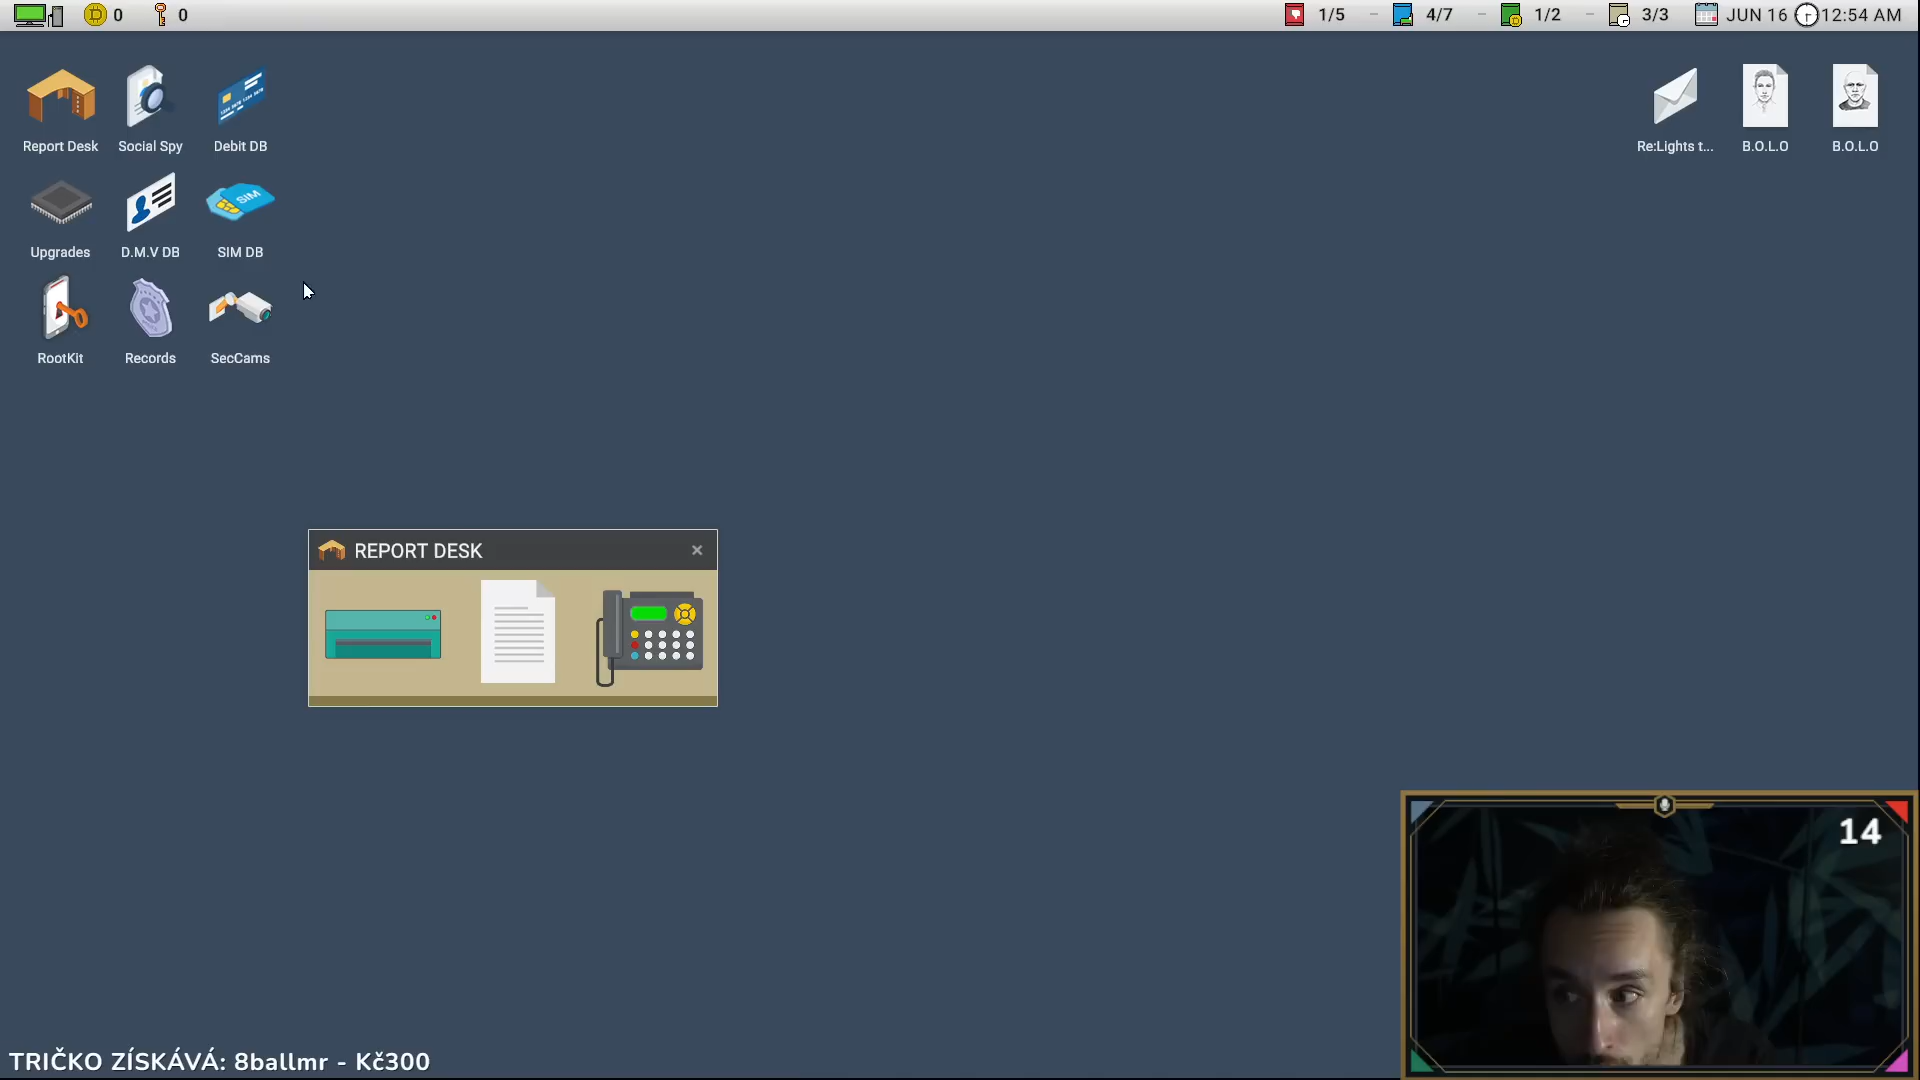 0
0
1/5
4/7
1/2
3/3
JUN 16
12:54 AM
Report Desk
Social Spy
Debit DB
Re:Lights t...
B.O.L.O
B.O.L.O
Upgrades
D.M.V DB
SIM
SIM DB
RootKit
Records
SecCams
REPORT DESK
14
TRIČKO ZÍSKÁVÁ: 8ballmr - Kč300